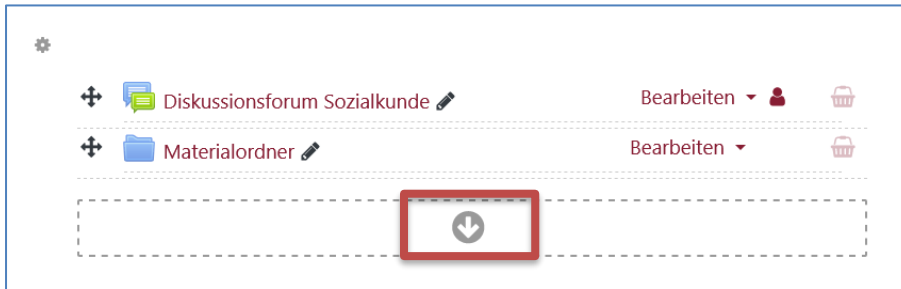 Diskussionsforum Sozialkunde Bearbeiten
Materialordner Bearbeiten